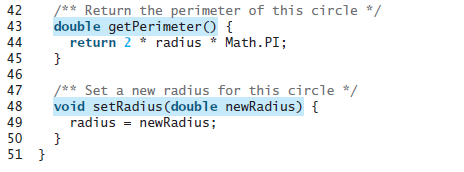 42 /** Return the perimeter of this circle */
43 double getPerimeter() {
44 return 2 * radius * Math.PI;
45 }
46
47 /** Set a new radius for this circle */
48 void setRadius(double newRadius) {
49 radius = newRadius;
50 }
51 }